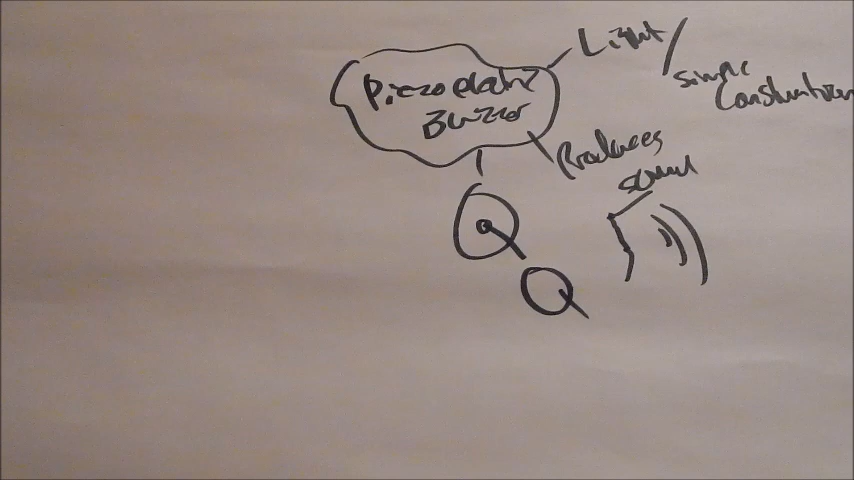 Piezoelectric
Buzzer
Light/
simple
Construction
Produces
sound